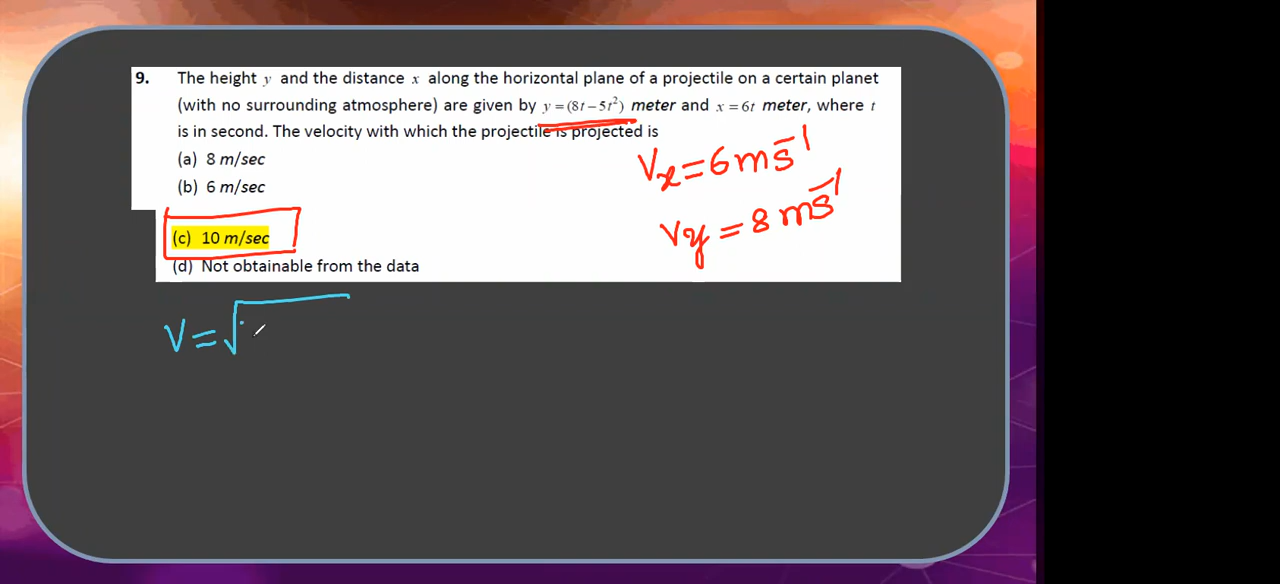 9. The height y and the distance x along the horizontal plane of a projectile on a certain planet
(with no surrounding atmosphere) are given by y = (8t – 5t²) meter and x = 6t meter, where t
is in second. The velocity with which the projectile is projected is
(a) 8 m/sec
(b) 6 m/sec
(c) 10 m/sec
(d) Not obtainable from the data
Vx = 6 ms⁻¹
Vy = 8 ms⁻¹
V = √